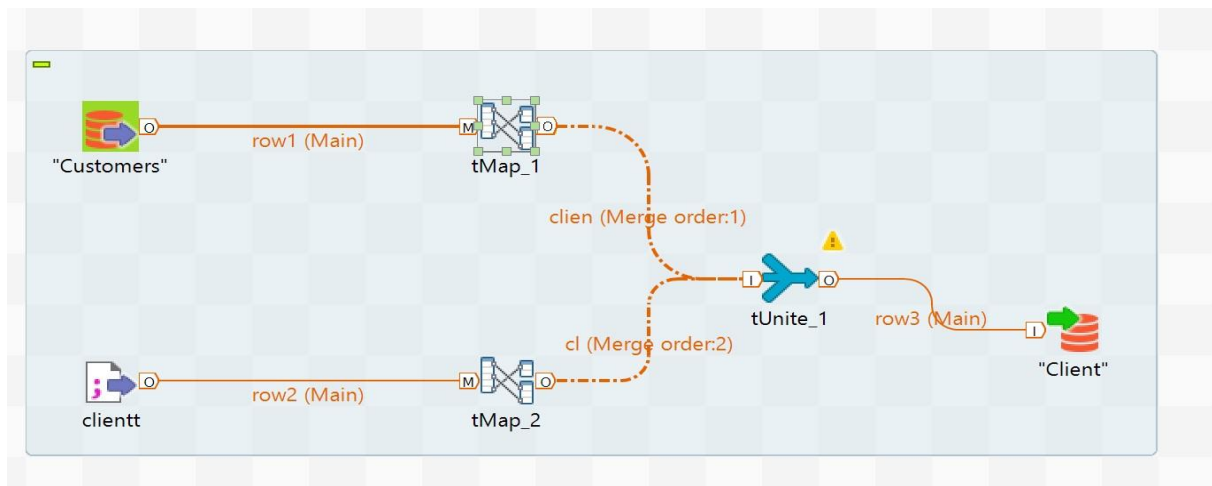 O
row1 (Main)
M
O
"Customers"
tMap_1
clien (Merge order:1)
I
O
tUnite_1
row3 (Main)
I
"Client"
cl (Merge order:2)
;
O
row2 (Main)
M
O
clientt
tMap_2